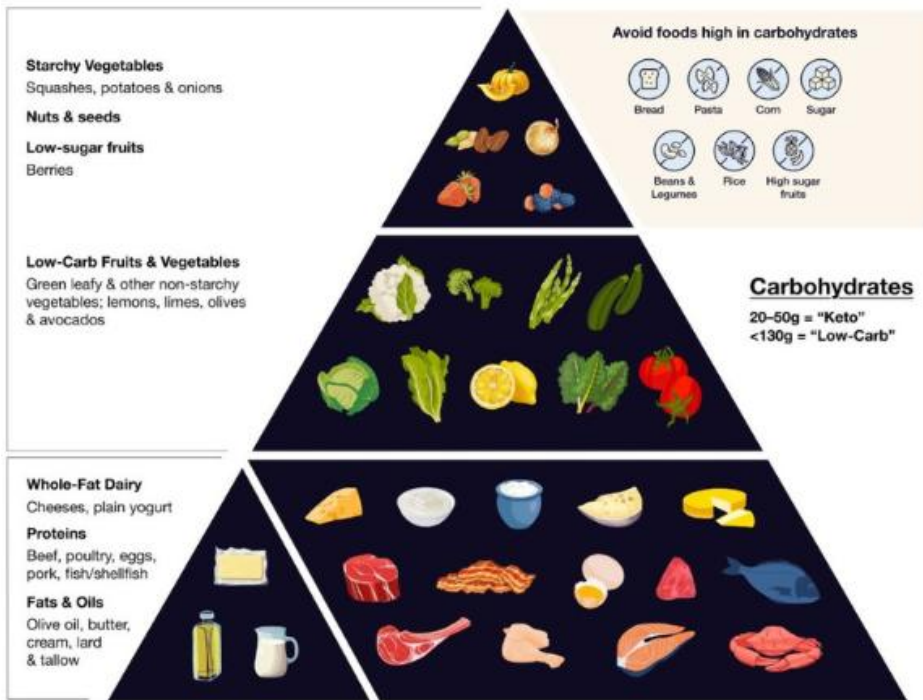 Starchy Vegetables
Squashes, potatoes & onions
Nuts & seeds
Low-sugar fruits
Berries
Avoid foods high in carbohydrates
Bread
Pasta
Corn
Sugar
Beans &
Legumes
Rice
High sugar
fruits
Low-Carb Fruits & Vegetables
Green leafy & other non-starchy
vegetables; lemons, limes, olives
& avocados
Carbohydrates
20–50g = “Keto”
<130g = “Low-Carb”
Whole-Fat Dairy
Cheeses, plain yogurt
Proteins
Beef, poultry, eggs,
pork, fish/shellfish
Fats & Oils
Olive oil, butter,
cream, lard
& tallow